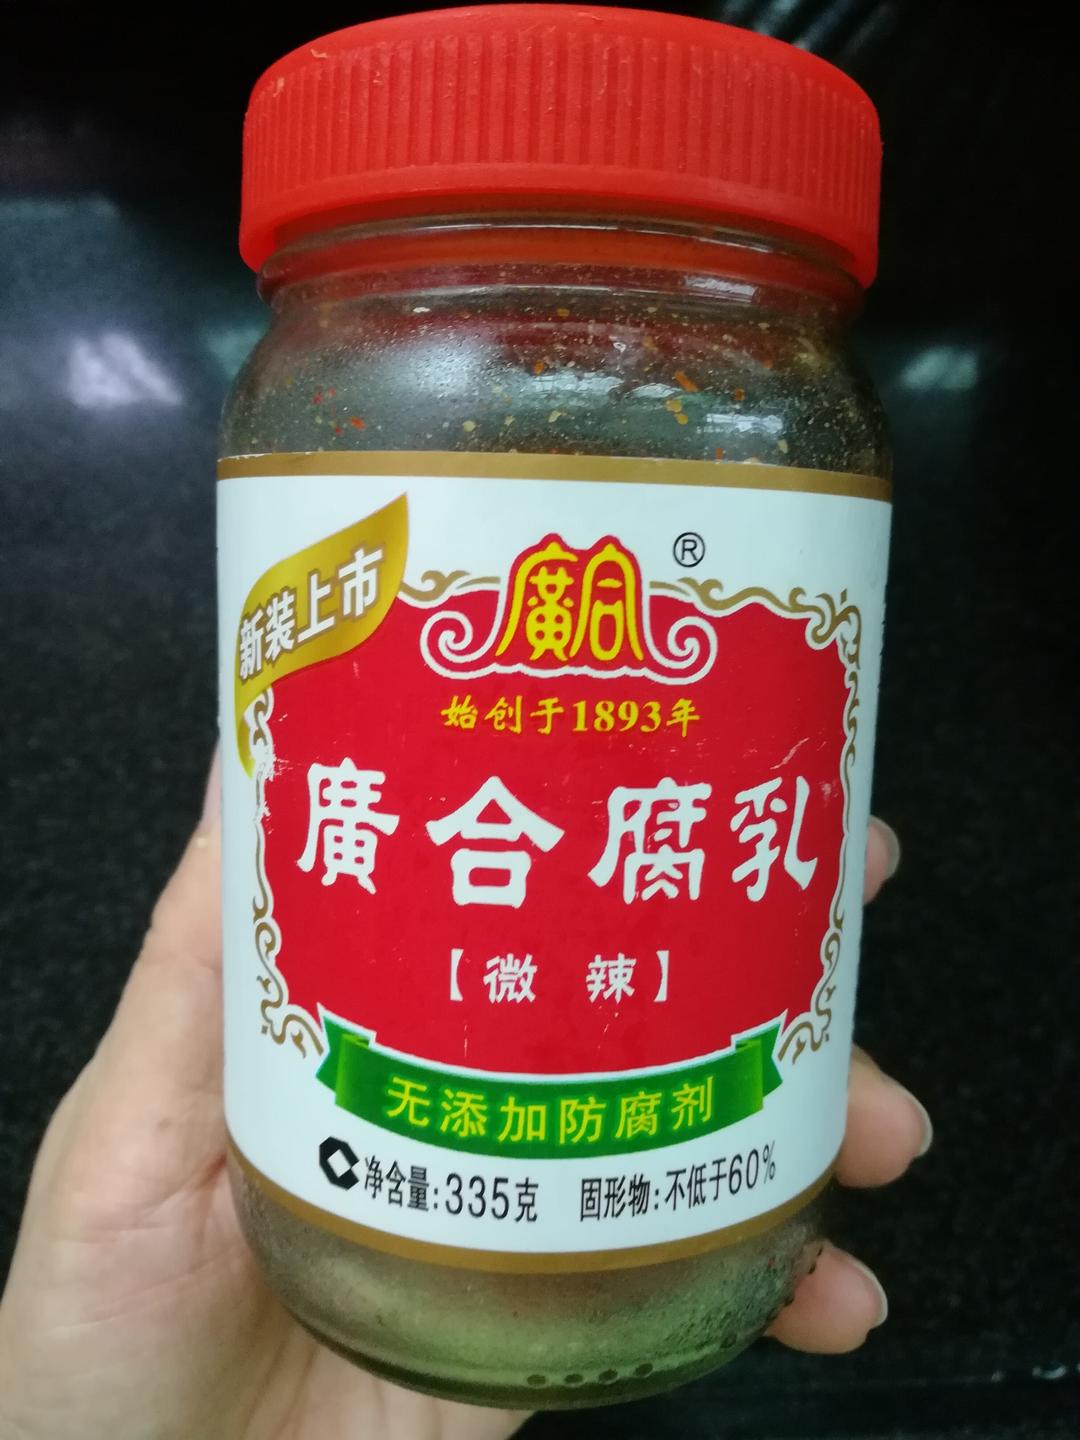 新装上市
廣合
®
始创于1893年
廣合腐乳
【微 辣】
无添加防腐剂
净含量:335克 固形物:不低于60%